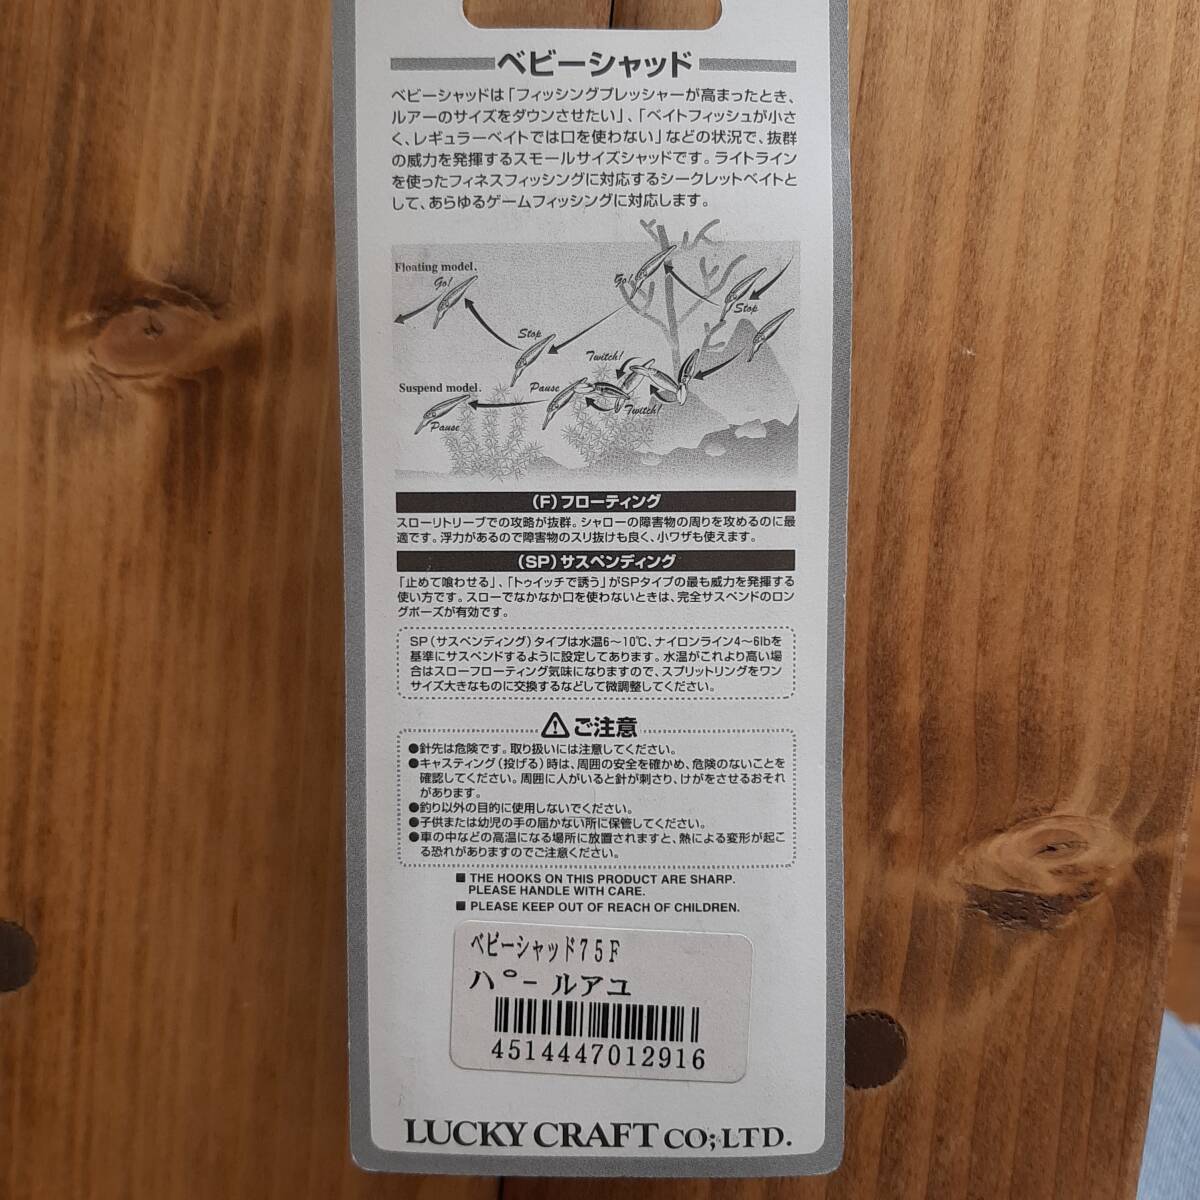 ベビーシャッド
ベビーシャッドは「フィッシングプレッシャーが高まったとき、
ルアーのサイズをダウンさせたい」、「ベイトフィッシュが小さ
く、レギュラーベイトでは口を使わない」などの状況で、抜群
の威力を発揮するスモールサイズシャッドです。ライトライン
を使ったフィネスフィッシングに対応するシークレットベイトと
して、あらゆるゲームフィッシングに対応します。
Floating model.
Go!
Go!
Stop
Stop
Twitch!
Suspend model.
Pause
Twitch!
Pause
(F)フローティング
スローリトリーブでの攻略が抜群。シャローの障害物の周りを攻めるのに最
適です。浮力があるので障害物のスリ抜けも良く、小ワザも使えます。
(SP)サスペンディング
「止めて喰わせる」、「トゥイッチで誘う」がSPタイプの最も威力を発揮する
使い方です。スローでなかなか口を使わないときは、完全サスペンドのロン
グポーズが有効です。
SP(サスペンディング)タイプは水温6〜10℃、ナイロンライン4〜6lbを
基準にサスペンドするように設定してあります。水温がこれより高い場
合はスローフローティング気味になりますので、スプリットリングをワン
サイズ大きなものに交換するなどして微調整してください。
⚠ご注意
●針先は危険です。取り扱いには注意してください。
●キャスティング(投げる)時は、周囲の安全を確かめ、危険のないことを
確認してください。周囲に人がいると針が刺さり、けがをさせるおそれ
があります。
●釣り以外の目的に使用しないでください。
●子供または幼児の手の届かない所に保管してください。
●車の中などの高温になる場所に放置されますと、熱による変形が起こ
る恐れがありますのでご注意ください。
■ THE HOOKS ON THIS PRODUCT ARE SHARP.
PLEASE HANDLE WITH CARE.
■ PLEASE KEEP OUT OF REACH OF CHILDREN.
ベビーシャッド75F
パールアユ
4514447012916
LUCKY CRAFT CO;,LTD.